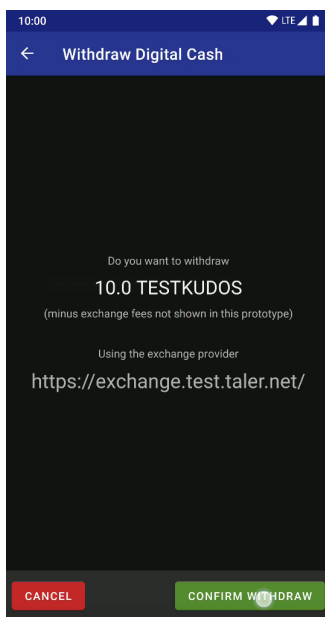 10:00 LTE
Withdraw Digital Cash
Do you want to withdraw
10.0 TESTKUDOS
(minus exchange fees not shown in this prototype)
Using the exchange provider
https://exchange.test.taler.net/
CANCEL CONFIRM WITHDRAW